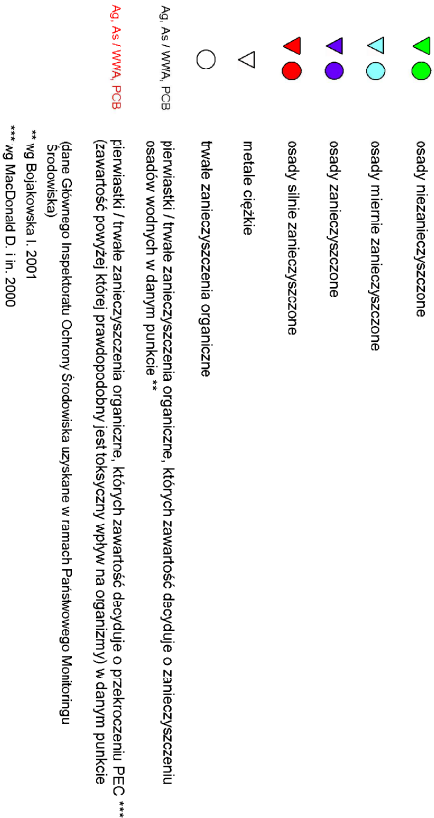 osady niezanieczyszczone
osady miernie zanieczyszczone
osady zanieczyszczone
osady silnie zanieczyszczone
metale ciężkie
trwałe zanieczyszczenia organiczne
Ag, As / WWA, PCB pierwiastki / trwałe zanieczyszczenia organiczne, których zawartość decyduje o zanieczyszczeniu
osadów wodnych w danym punkcie **
Ag, As / WWA, PCB pierwiastki / trwałe zanieczyszczenia organiczne, których zawartość decyduje o przekroczeniu PEC ***
(zawartość powyżej której prawdopodobny jest toksyczny wpływ na organizmy) w danym punkcie
(dane Głównego Inspektoratu Ochrony Środowiska uzyskane w ramach Państwowego Monitoringu
Środowiska)
** wg Bojakowska I. 2001
*** wg MacDonald D. i in. 2000